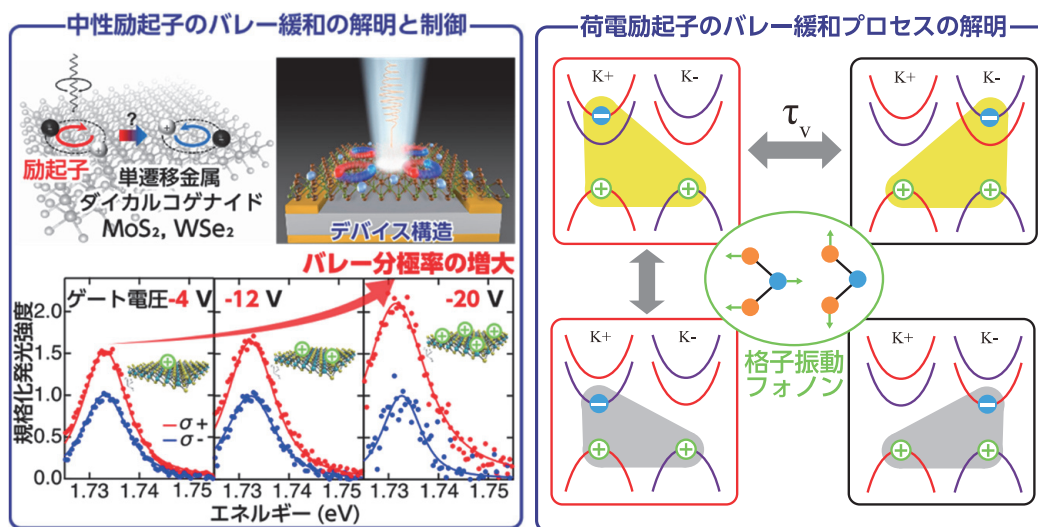 中性励起子のバレー緩和の解明と制御
?
励起子
単遷移金属
ダイカルコゲナイド
MoS₂, WSe₂
デバイス構造
バレー分極率の増大
ゲート電圧-4 V
-12 V
-20 V
規格化発光強度
2.0
1.5
1.0
0.5
0.0
σ+
σ-
1.73 1.74 1.75
1.73 1.74 1.75
1.73 1.74 1.75
エネルギー (eV)
荷電励起子のバレー緩和プロセスの解明
K+ K-
τv
K+ K-
格子振動
フォノン
K+ K-
K+ K-